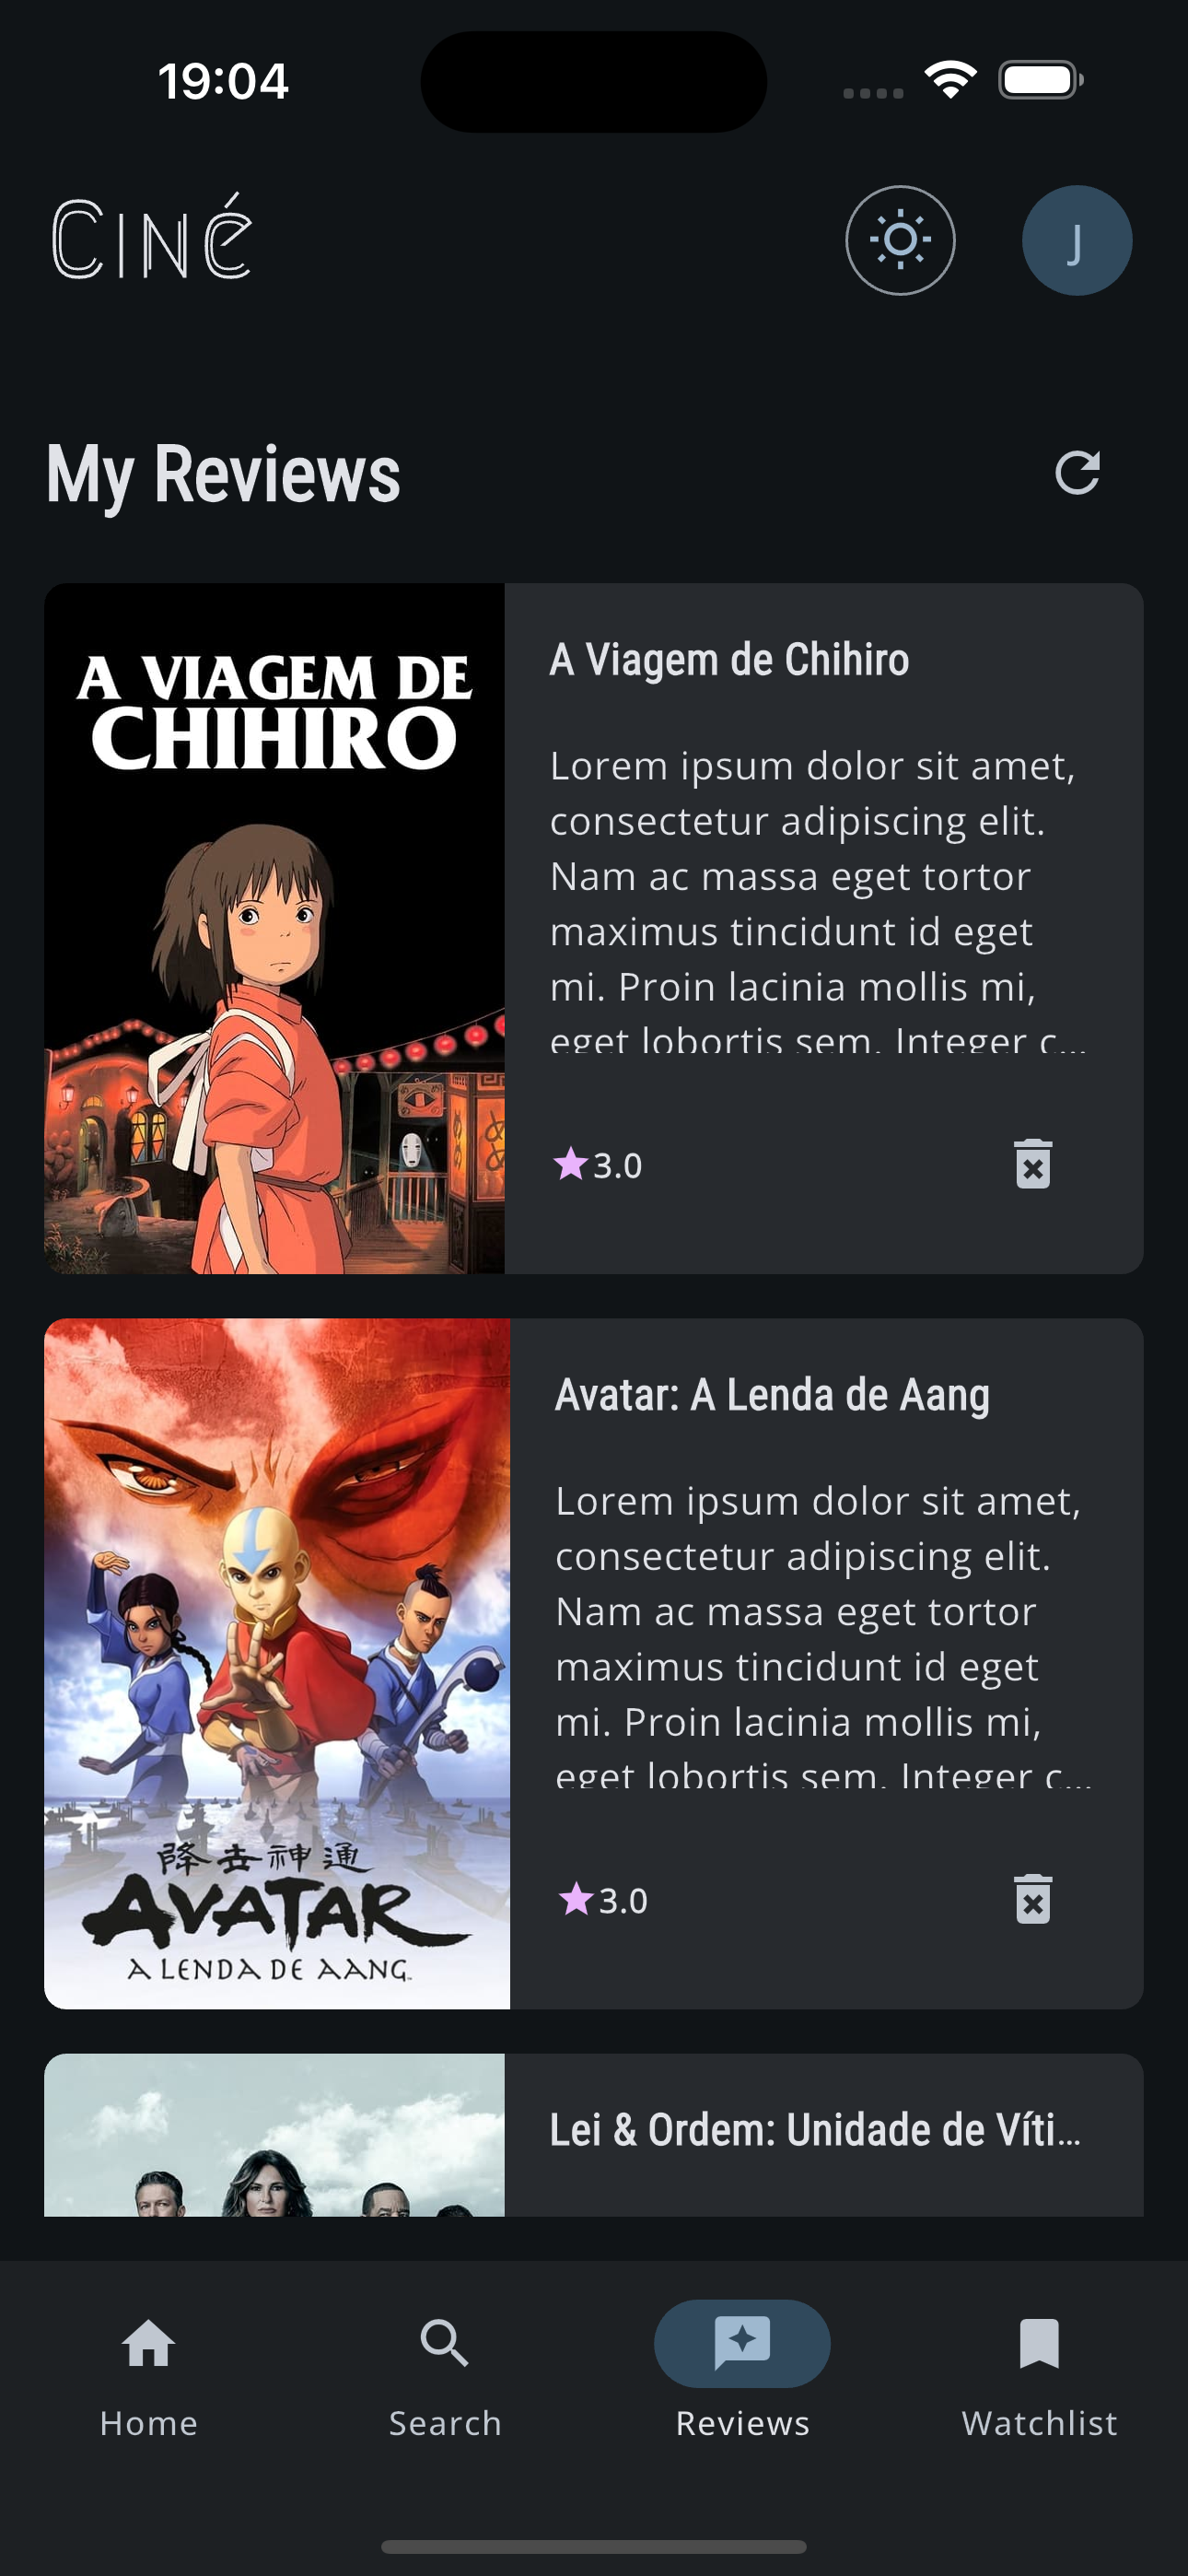 19:04
Ciné
J
My Reviews
A VIAGEM DE
CHIHIRO
A Viagem de Chihiro
Lorem ipsum dolor sit amet,
consectetur adipiscing elit.
Nam ac massa eget tortor
maximus tincidunt id eget
mi. Proin lacinia mollis mi,
eget lobortis sem. Integer c...
3.0
降去神通
AVATAR
A LENDA DE AANG
Avatar: A Lenda de Aang
Lorem ipsum dolor sit amet,
consectetur adipiscing elit.
Nam ac massa eget tortor
maximus tincidunt id eget
mi. Proin lacinia mollis mi,
eget lobortis sem. Integer c...
3.0
Lei & Ordem: Unidade de Víti...
Home
Search
Reviews
Watchlist